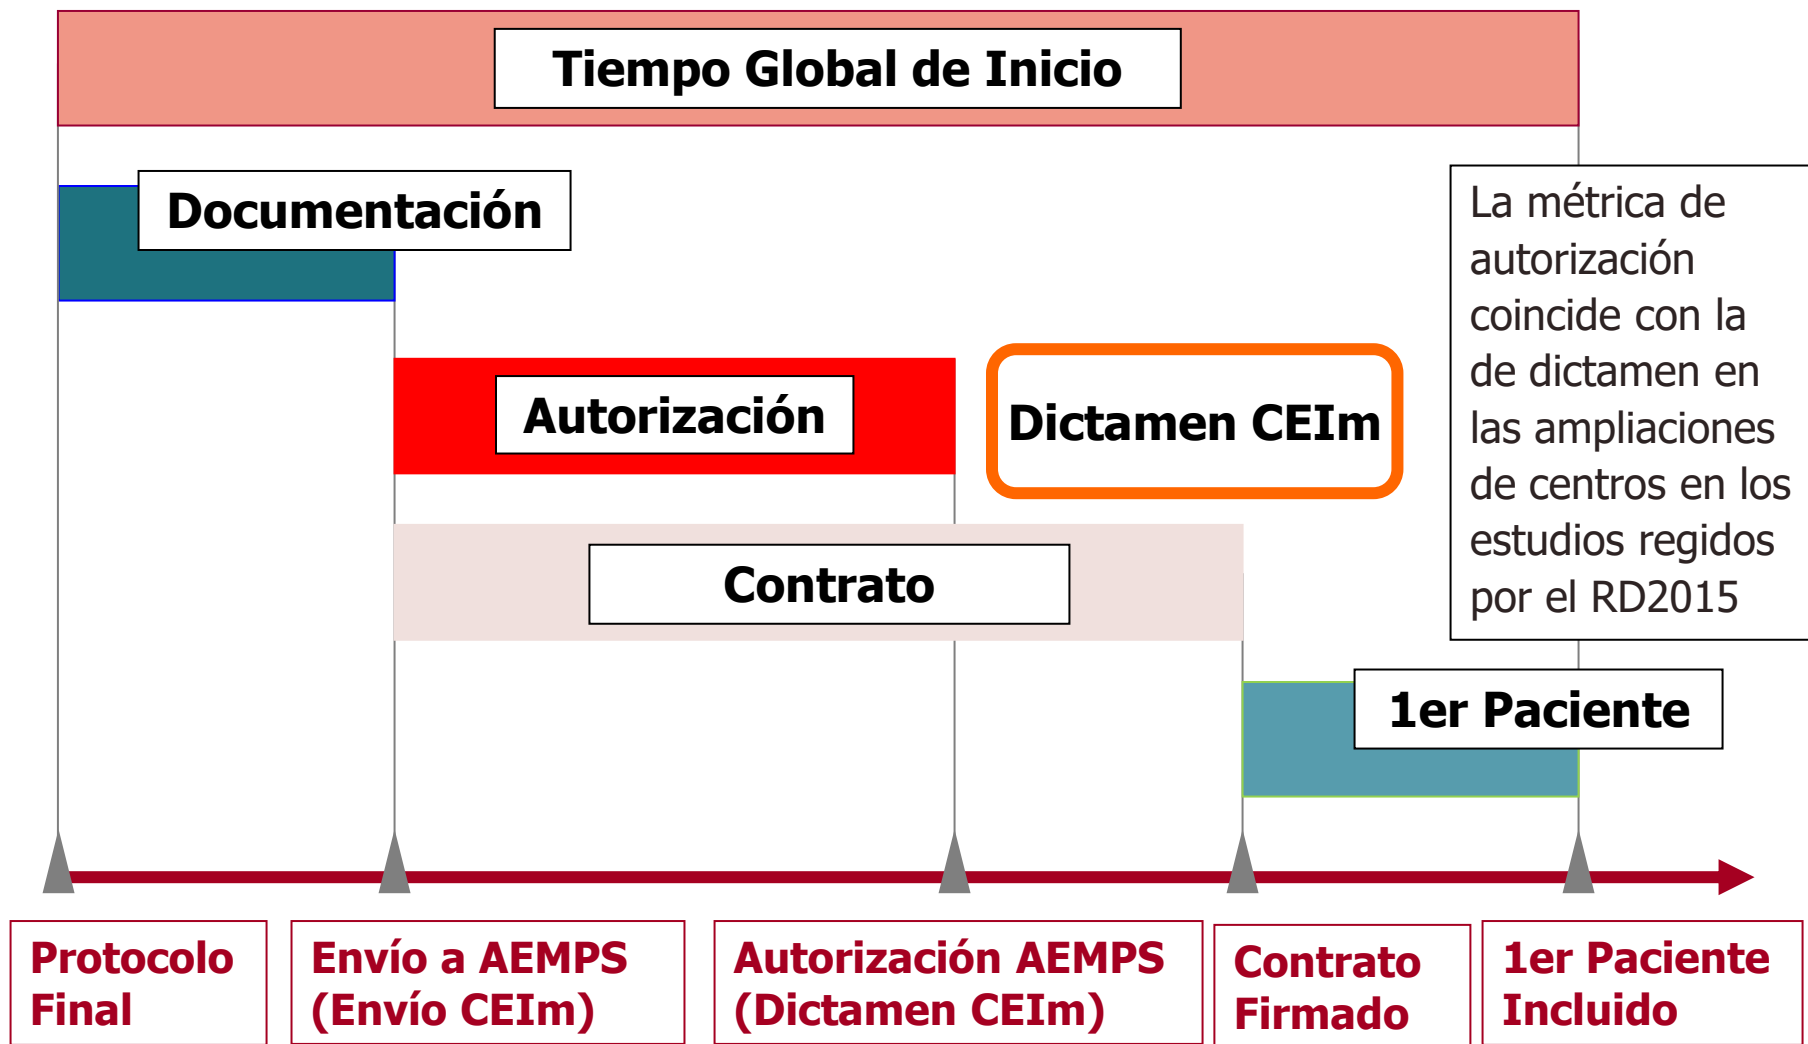 Tiempo Global de Inicio
Documentación
La métrica de
autorización
coincide con la
de dictamen en
las ampliaciones
de centros en los
estudios regidos
por el RD2015
Autorización
Dictamen CEIm
Contrato
1er Paciente
Protocolo
Final
Envío a AEMPS
(Envío CEIm)
Autorización AEMPS
(Dictamen CEIm)
Contrato
Firmado
1er Paciente
Incluido